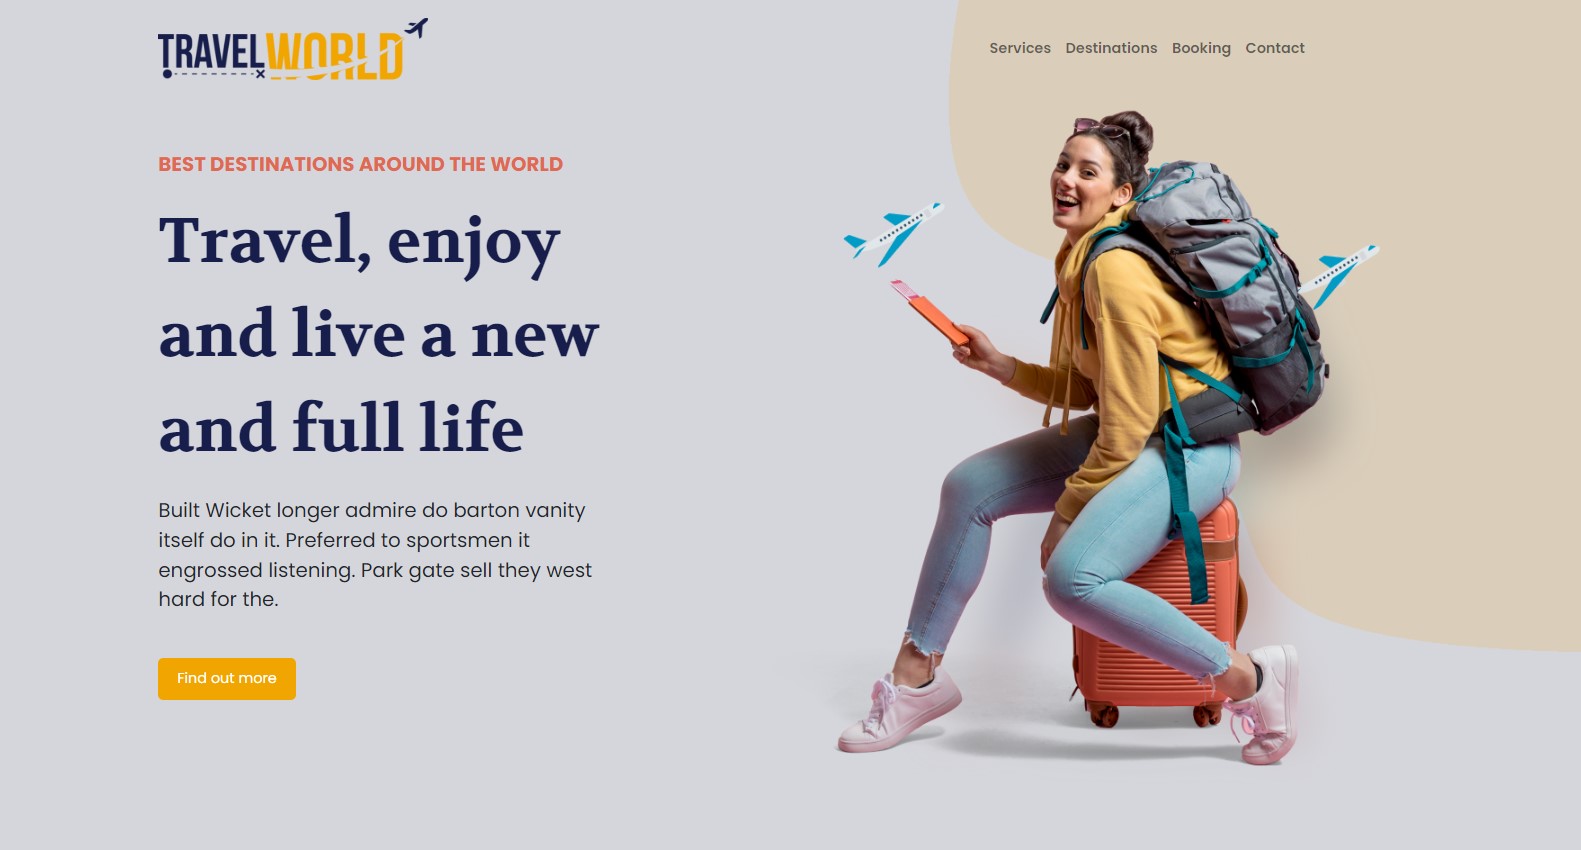 TRAVELWORLD
Services Destinations Booking Contact
BEST DESTINATIONS AROUND THE WORLD
Travel, enjoy
and live a new
and full life
Built Wicket longer admire do barton vanity
itself do in it. Preferred to sportsmen it
engrossed listening. Park gate sell they west
hard for the.
Find out more